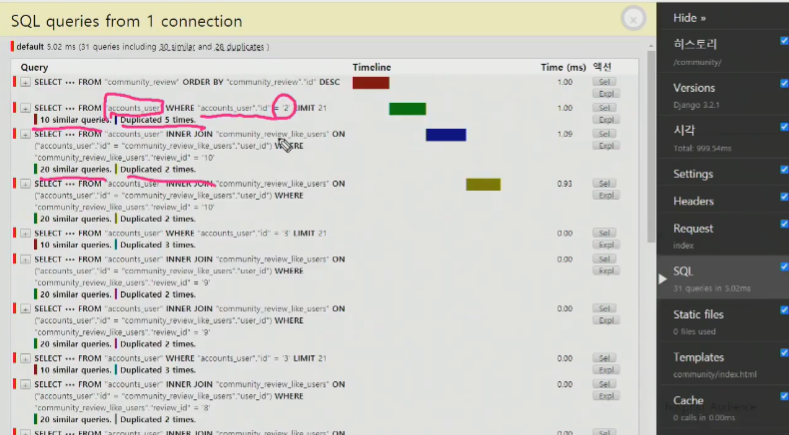 SQL queries from 1 connection
default 5.02 ms (31 queries including 30 similar and 26 duplicates )
Query Timeline Time (ms) 액션
+ SELECT ••• FROM "community_review" ORDER BY "community_review"."id" DESC 1.00 Sel Expl
+ SELECT ••• FROM "accounts_user" WHERE "accounts_user"."id" = '2' LIMIT 21 1.00 Sel Expl
10 similar queries. Duplicated 5 times.
+ SELECT ••• FROM "accounts_user" INNER JOIN "community_review_like_users" ON 1.09 Sel Expl
("accounts_user"."id" = "community_review_like_users"."user_id") WHERE
"community_review_like_users"."review_id" = '10'
20 similar queries. Duplicated 2 times.
+ SELECT ••• FROM "accounts_user" INNER JOIN "community_review_like_users" ON 0.93 Sel Expl
("accounts_user"."id" = "community_review_like_users"."user_id") WHERE
"community_review_like_users"."review_id" = '10'
20 similar queries. Duplicated 2 times.
+ SELECT ••• FROM "accounts_user" WHERE "accounts_user"."id" = '3' LIMIT 21 0.00 Sel Expl
10 similar queries. Duplicated 3 times.
+ SELECT ••• FROM "accounts_user" INNER JOIN "community_review_like_users" ON 0.00 Sel Expl
("accounts_user"."id" = "community_review_like_users"."user_id") WHERE
"community_review_like_users"."review_id" = '9'
20 similar queries. Duplicated 2 times.
+ SELECT ••• FROM "accounts_user" INNER JOIN "community_review_like_users" ON 0.00 Sel Expl
("accounts_user"."id" = "community_review_like_users"."user_id") WHERE
"community_review_like_users"."review_id" = '9'
20 similar queries. Duplicated 2 times.
+ SELECT ••• FROM "accounts_user" WHERE "accounts_user"."id" = '3' LIMIT 21 0.00 Sel Expl
10 similar queries. Duplicated 3 times.
+ SELECT ••• FROM "accounts_user" INNER JOIN "community_review_like_users" ON 0.00 Sel Expl
("accounts_user"."id" = "community_review_like_users"."user_id") WHERE
"community_review_like_users"."review_id" = '8'
20 similar queries. Duplicated 2 times.
SELECT ••• FROM "accounts_user" INNER JOIN "community_review_like_users" ON 0.00 Sel
Hide »
히스토리
/community/
Versions
Django 3.2.1
시각
Total: 999.54ms
Settings
Headers
Request
index
SQL
31 queries in 5.02ms
Static files
0 files used
Templates
community/index.html
Cache
0 calls in 0.00ms